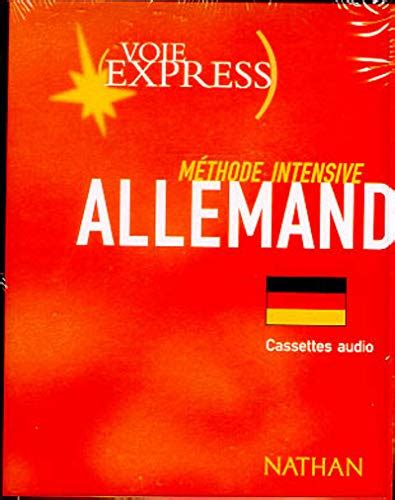 VOIE
(EXPRESS)
MÉTHODE INTENSIVE
ALLEMAND
Cassettes audio
NATHAN